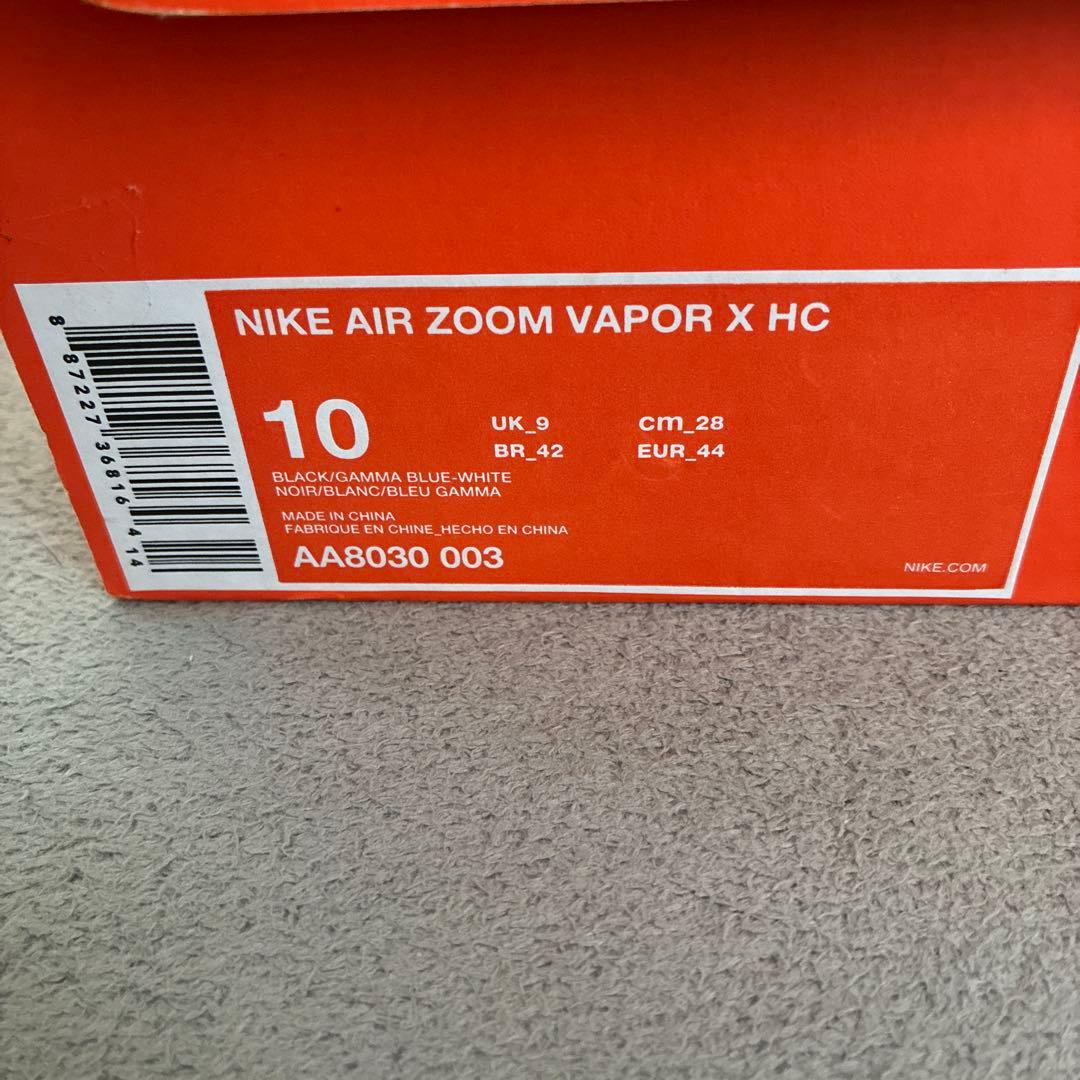 NIKE AIR ZOOM VAPOR X HC
10
UK_9 cm_28
BR_42 EUR_44
BLACK/GAMMA BLUE-WHITE
NOIR/BLANC/BLEU GAMMA
MADE IN CHINA
FABRIQUE EN CHINE_HECHO EN CHINA
AA8030 003
NIKE.COM
8 87227 36816 4 14